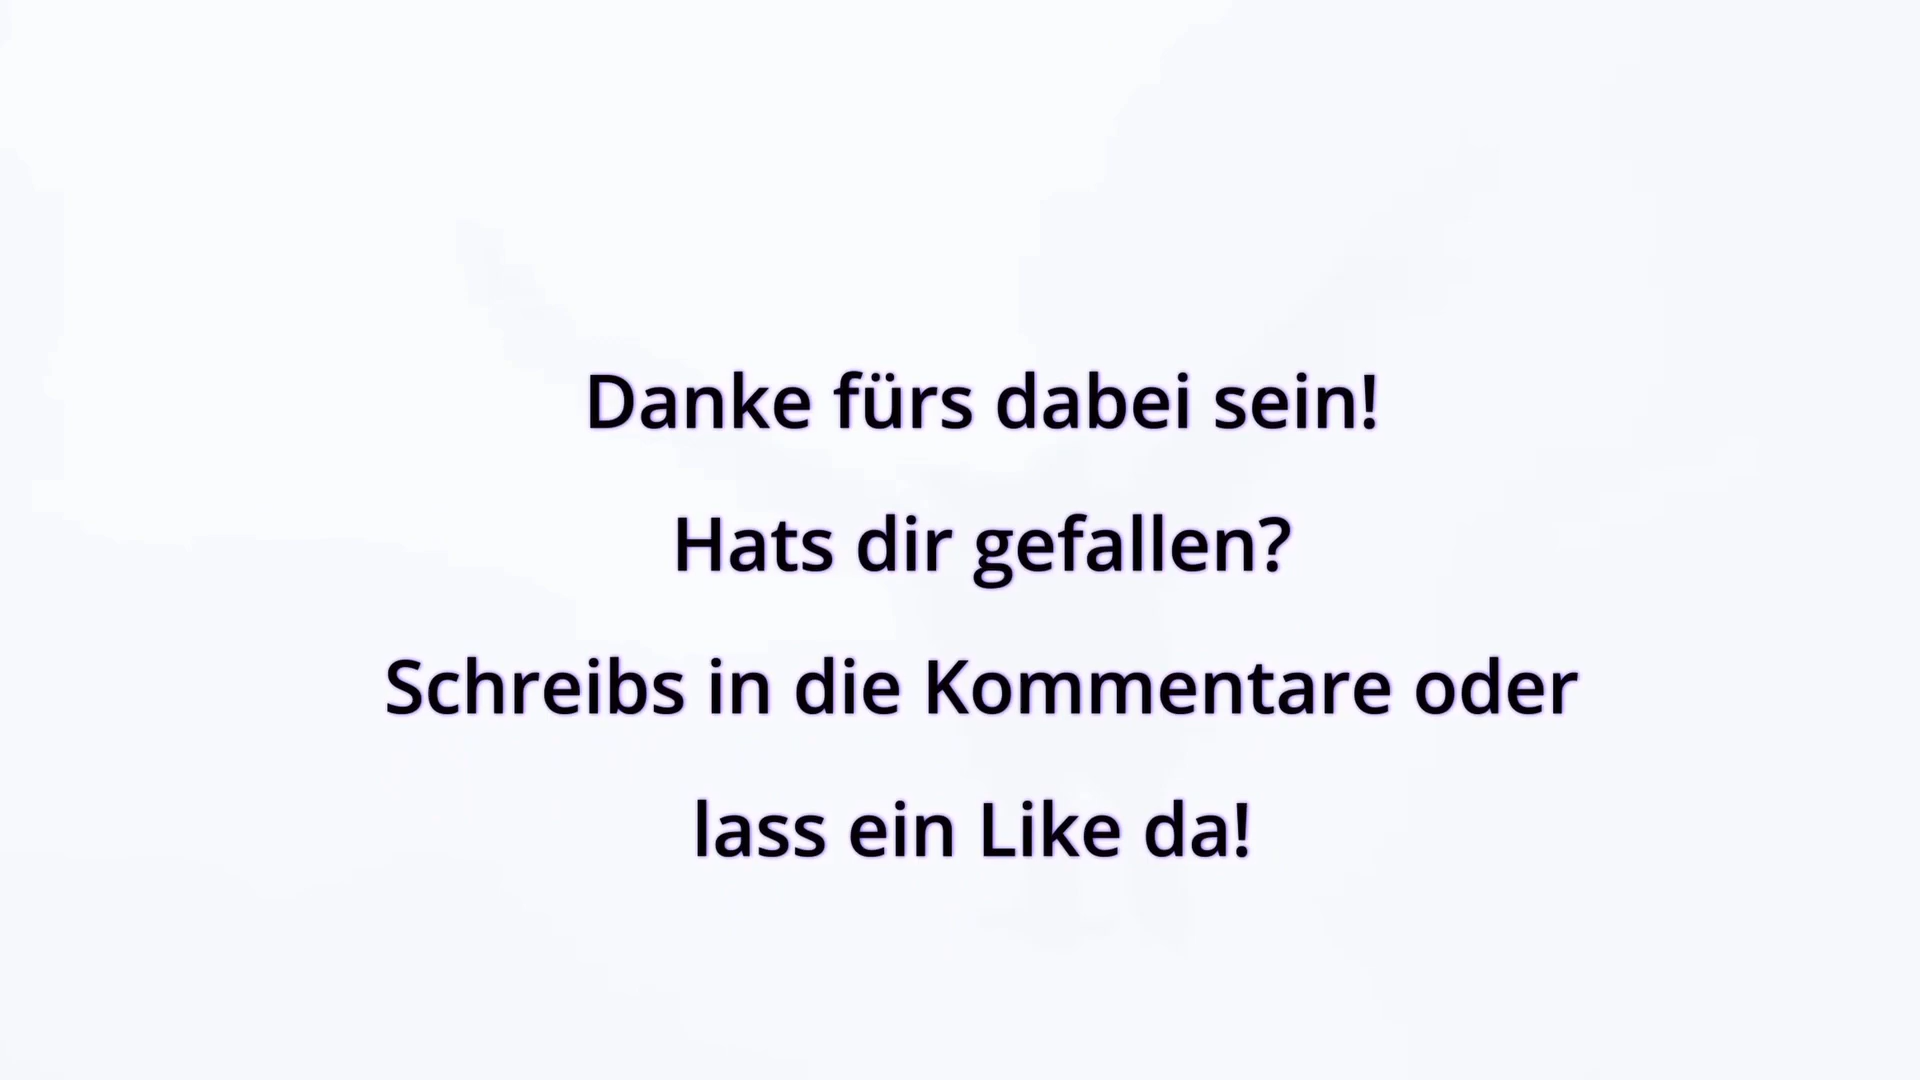 Danke fürs dabei sein!
Hats dir gefallen?
Schreibs in die Kommentare oder
lass ein Like da!